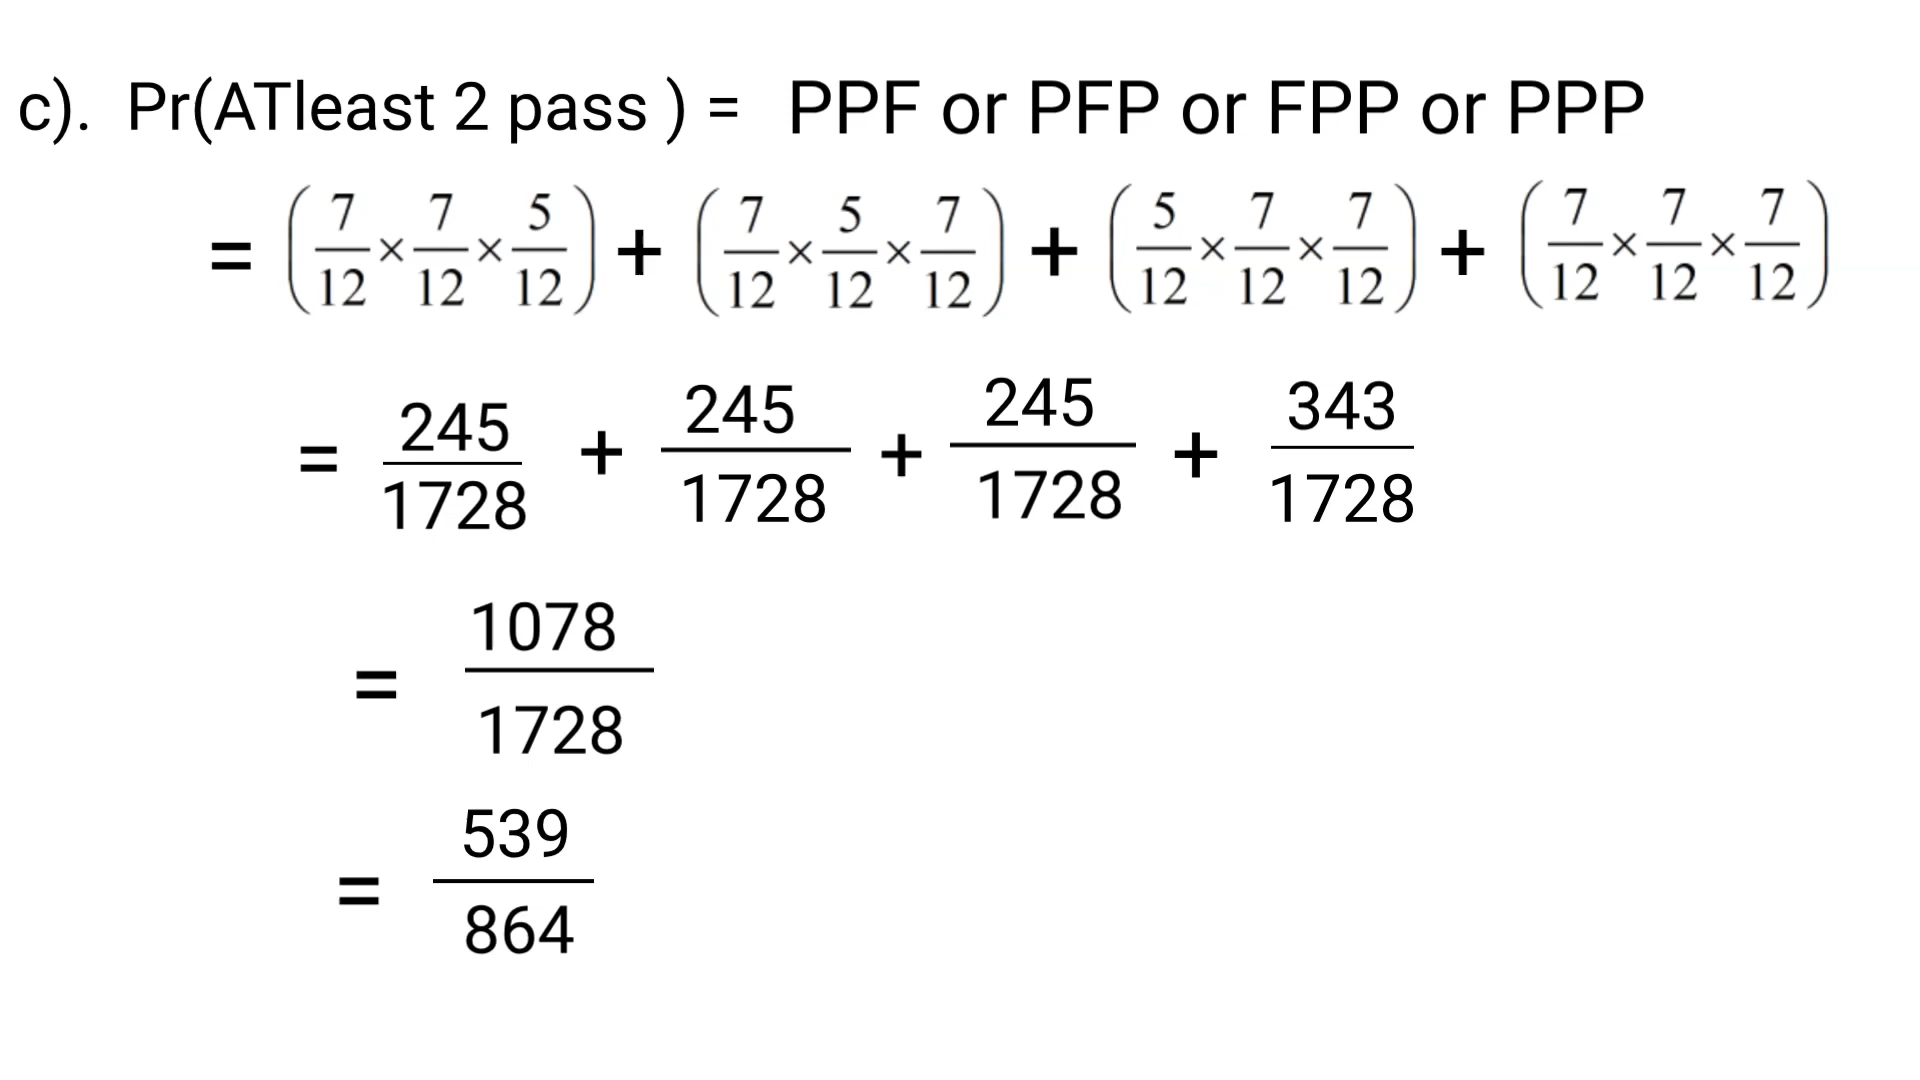 c). Pr(ATleast 2 pass ) = PPF or PFP or FPP or PPP
= (7/12 × 7/12 × 5/12) + (7/12 × 5/12 × 7/12) + (5/12 × 7/12 × 7/12) + (7/12 × 7/12 × 7/12)
= 245/1728 + 245/1728 + 245/1728 + 343/1728
= 1078/1728
= 539/864